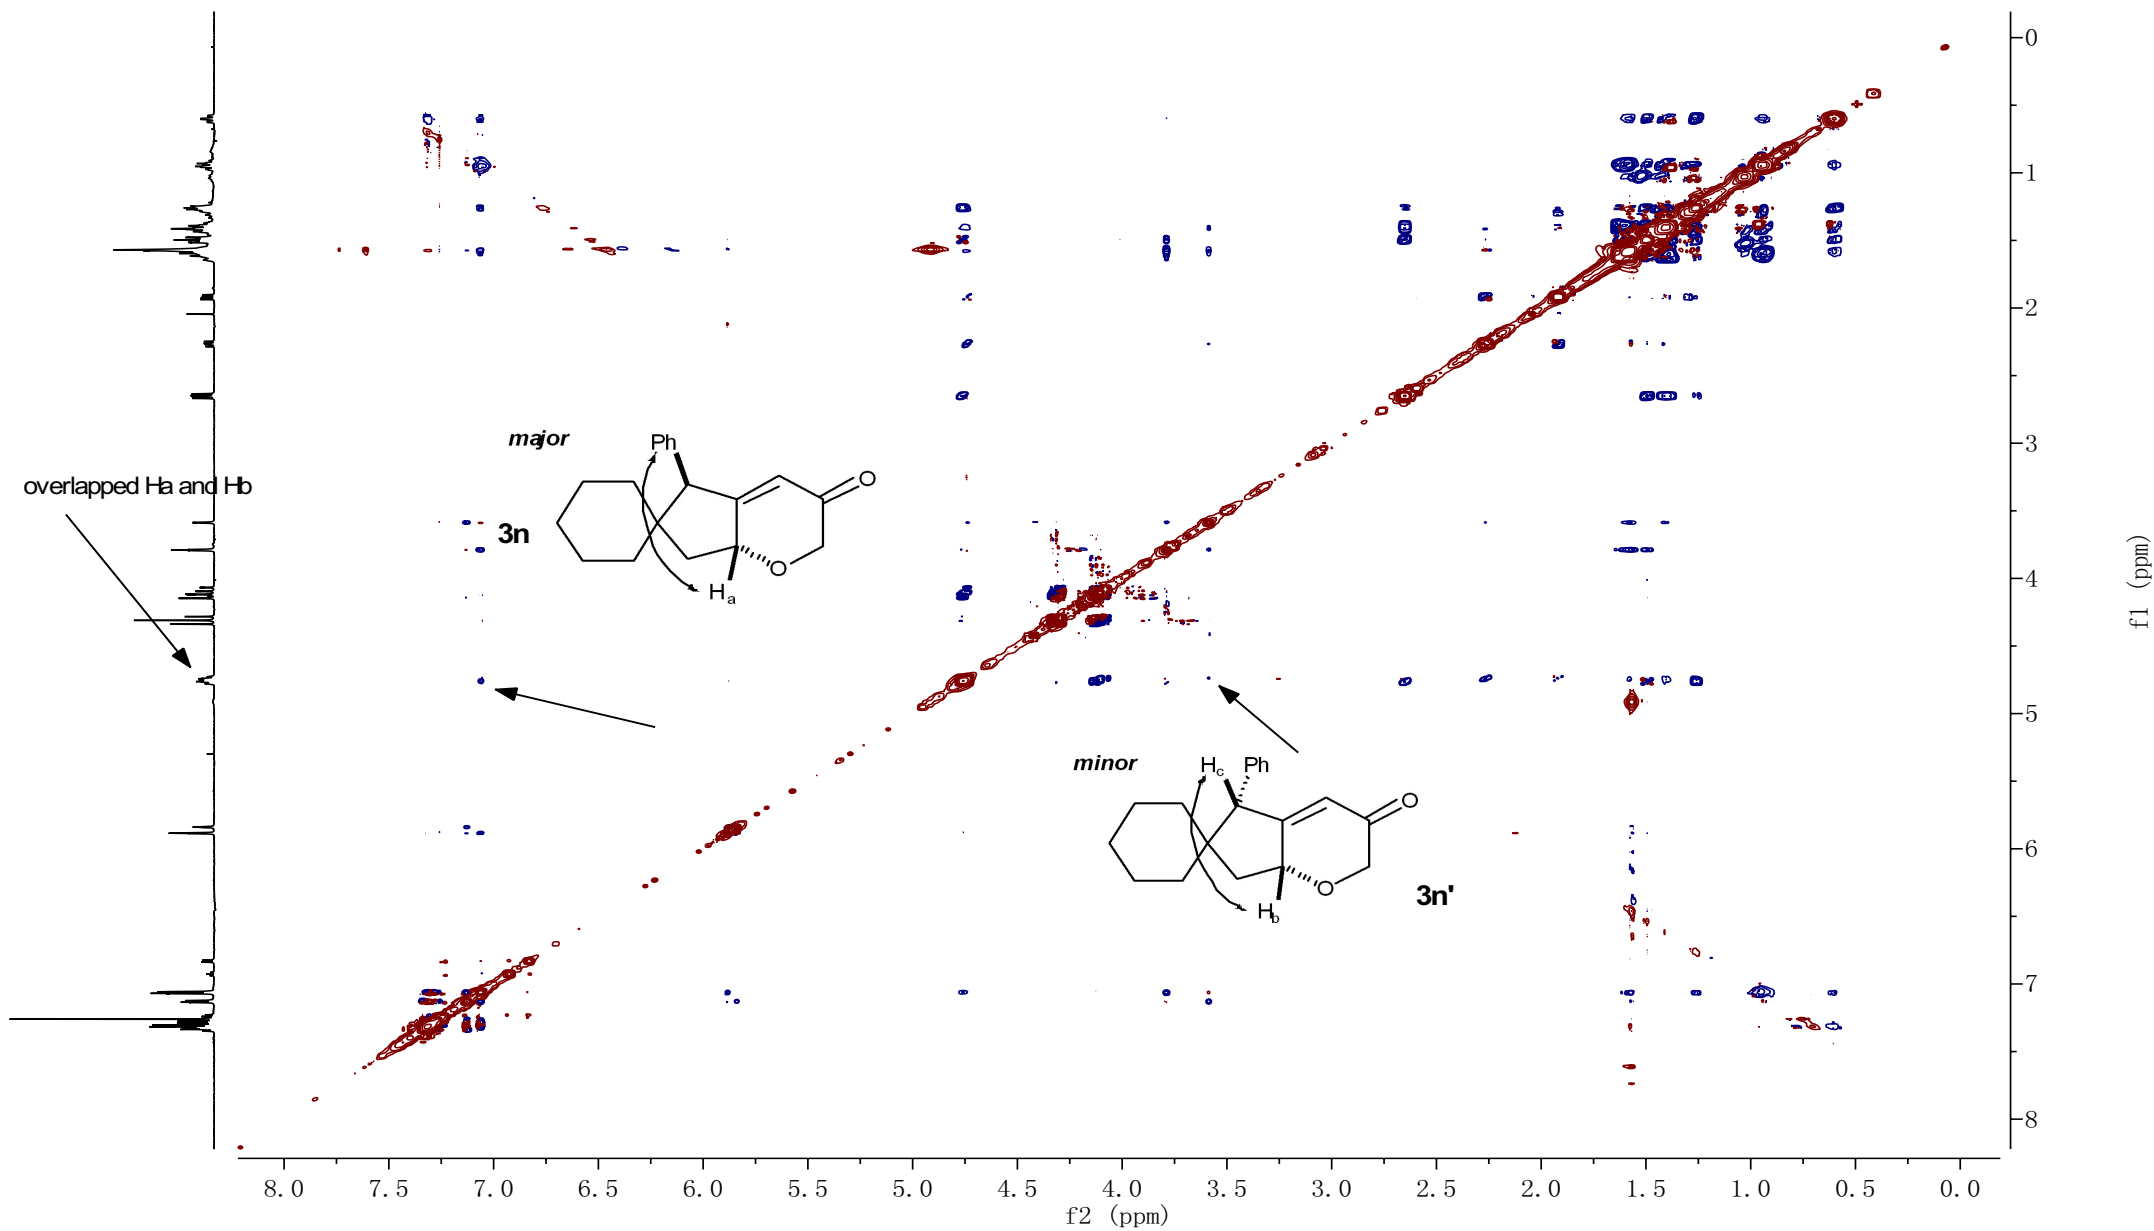 major
Ph
O
overlapped Ha and Hb
3n
O
Ha
minor
Hc
Ph
O
3n'
O
Hb
0
1
2
3
4
5
6
7
8
f1 (ppm)
8.0 7.5 7.0 6.5 6.0 5.5 5.0 4.5 4.0 3.5 3.0 2.5 2.0 1.5 1.0 0.5 0.0
f2 (ppm)